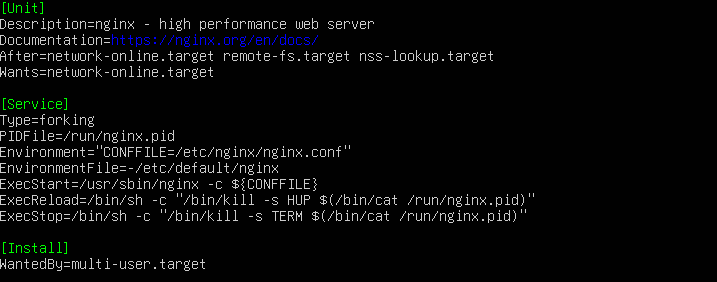 [Unit]
Description=nginx - high performance web server
Documentation=https://nginx.org/en/docs/
After=network-online.target remote-fs.target nss-lookup.target
Wants=network-online.target

[Service]
Type=forking
PIDFile=/run/nginx.pid
Environment="CONFFILE=/etc/nginx/nginx.conf"
EnvironmentFile=-/etc/default/nginx
ExecStart=/usr/sbin/nginx -c ${CONFFILE}
ExecReload=/bin/sh -c "/bin/kill -s HUP $(/bin/cat /run/nginx.pid)"
ExecStop=/bin/sh -c "/bin/kill -s TERM $(/bin/cat /run/nginx.pid)"

[Install]
WantedBy=multi-user.target